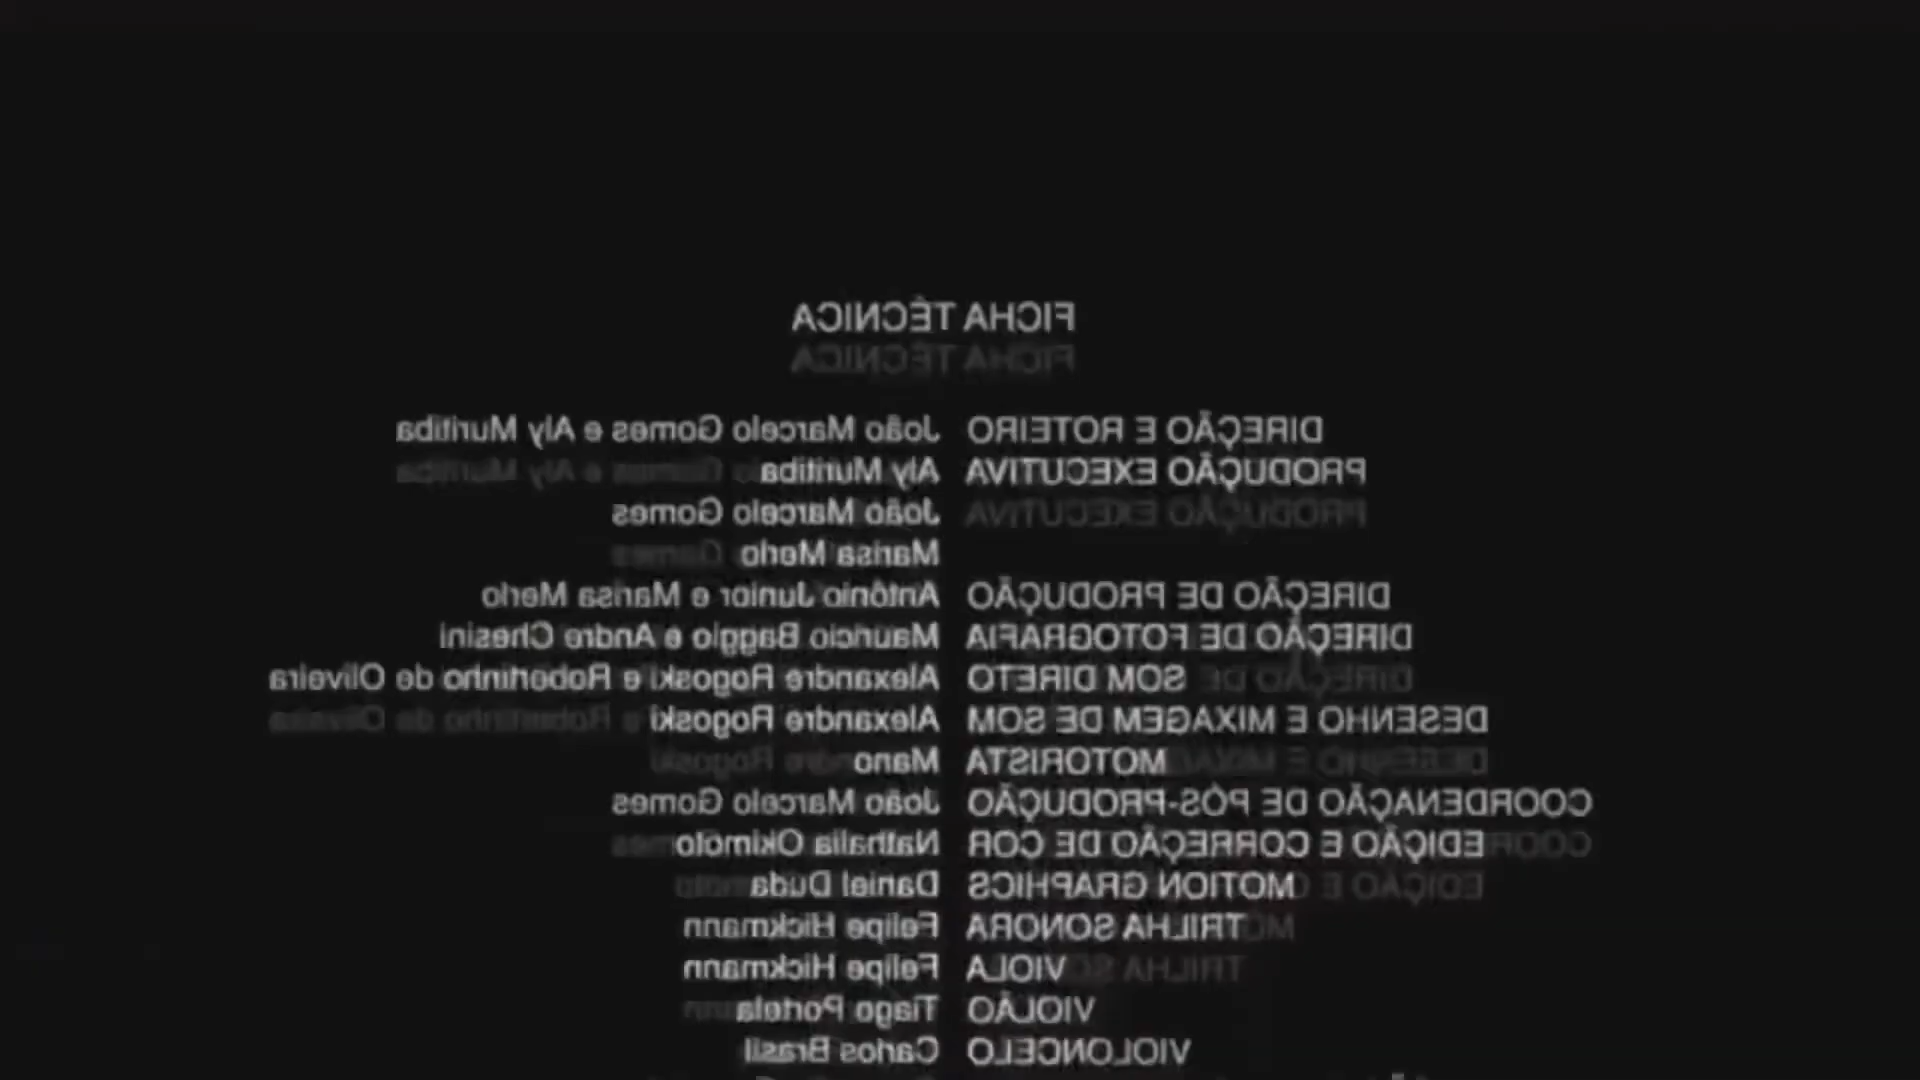 FICHA TÉCNICA
DIREÇÃO E ROTEIRO João Marcelo Gomes e Aly Muritiba
PRODUÇÃO EXECUTIVA Aly Muritiba
João Marcelo Gomes
Marisa Merlo
DIREÇÃO DE PRODUÇÃO Antônio Junior e Marisa Merlo
DIREÇÃO DE FOTOGRAFIA Mauricio Baggio e Andre Chesini
SOM DIRETO Alexandre Rogoski e Robertinho de Oliveira
DESENHO E MIXAGEM DE SOM Alexandre Rogoski
MOTORISTA Mano
COORDENAÇÃO DE PÓS-PRODUÇÃO João Marcelo Gomes
EDIÇÃO E CORREÇÃO DE COR Nathalia Okimoto
MOTION GRAPHICS Daniel Duda
TRILHA SONORA Felipe Hickmann
VIOLA Felipe Hickmann
VIOLÃO Tiago Portela
VIOLONCELO Carlos Brasil